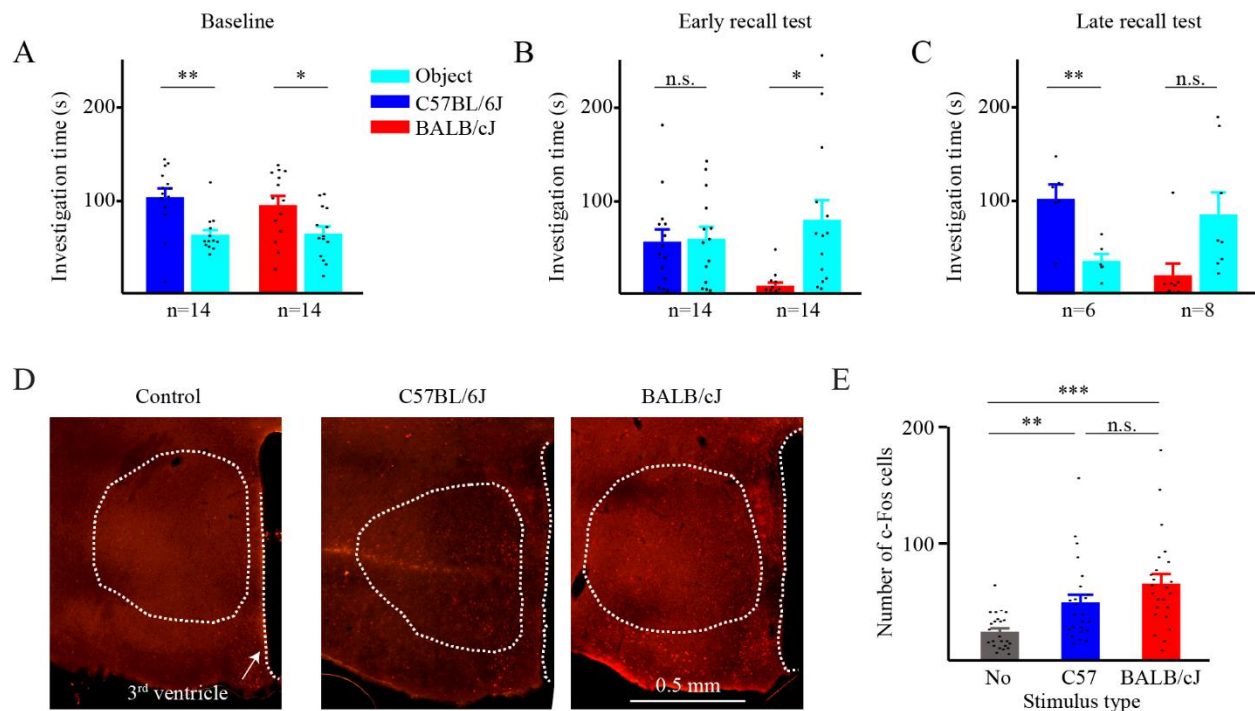 Baseline
Early recall test
Late recall test
A
B
C
Investigation time (s)
200
100
**
*
n=14
n=14
Object
C57BL/6J
BALB/cJ
Investigation time (s)
200
100
n.s.
*
n=14
n=14
Investigation time (s)
200
100
**
n.s.
n=6
n=8
D
Control
C57BL/6J
BALB/cJ
3rd ventricle
0.5 mm
E
Number of c-Fos cells
200
100
***
**
n.s.
No
C57
BALB/cJ
Stimulus type